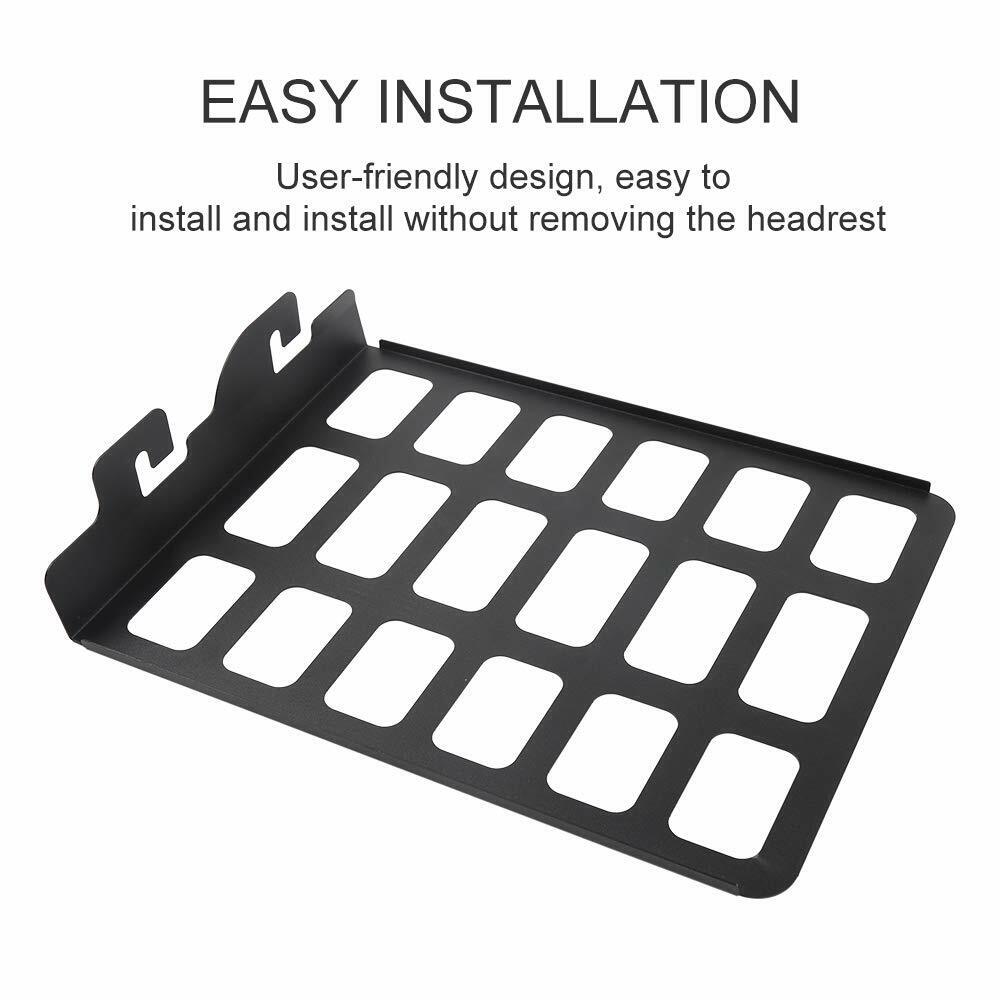 EASY INSTALLATION
User-friendly design, easy to
install and install without removing the headrest